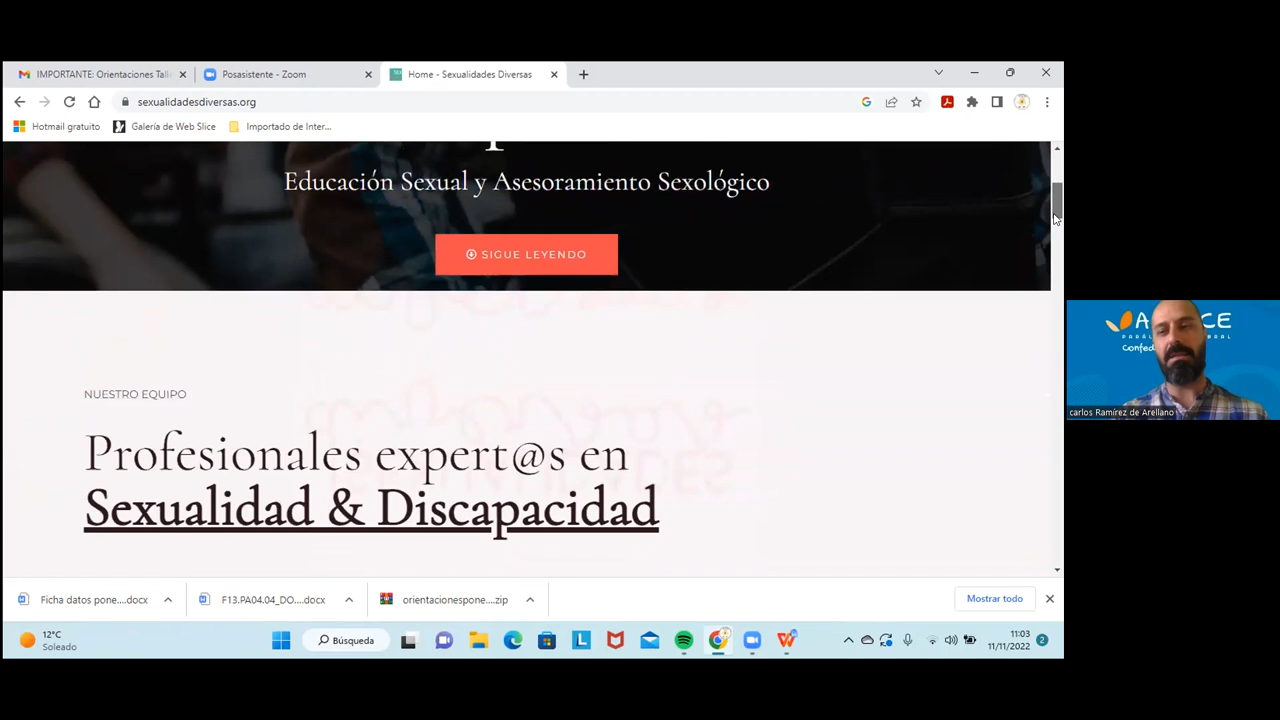 IMPORTANTE: Orientaciones Tall
Posasistente - Zoom
Home - Sexualidades Diversas
sexualidadesdiversas.org
Hotmail gratuito
Galería de Web Slice
Importado de Inter...
Educación Sexual y Asesoramiento Sexológico
SIGUE LEYENDO
NUESTRO EQUIPO
Profesionales expert@s en
Sexualidad & Discapacidad
carlos Ramírez de Arellano
Ficha datos pone....docx
F13.PA04.04_DO....docx
orientacionespone....zip
Mostrar todo
12°C
Soleado
Búsqueda
11:03
11/11/2022
2